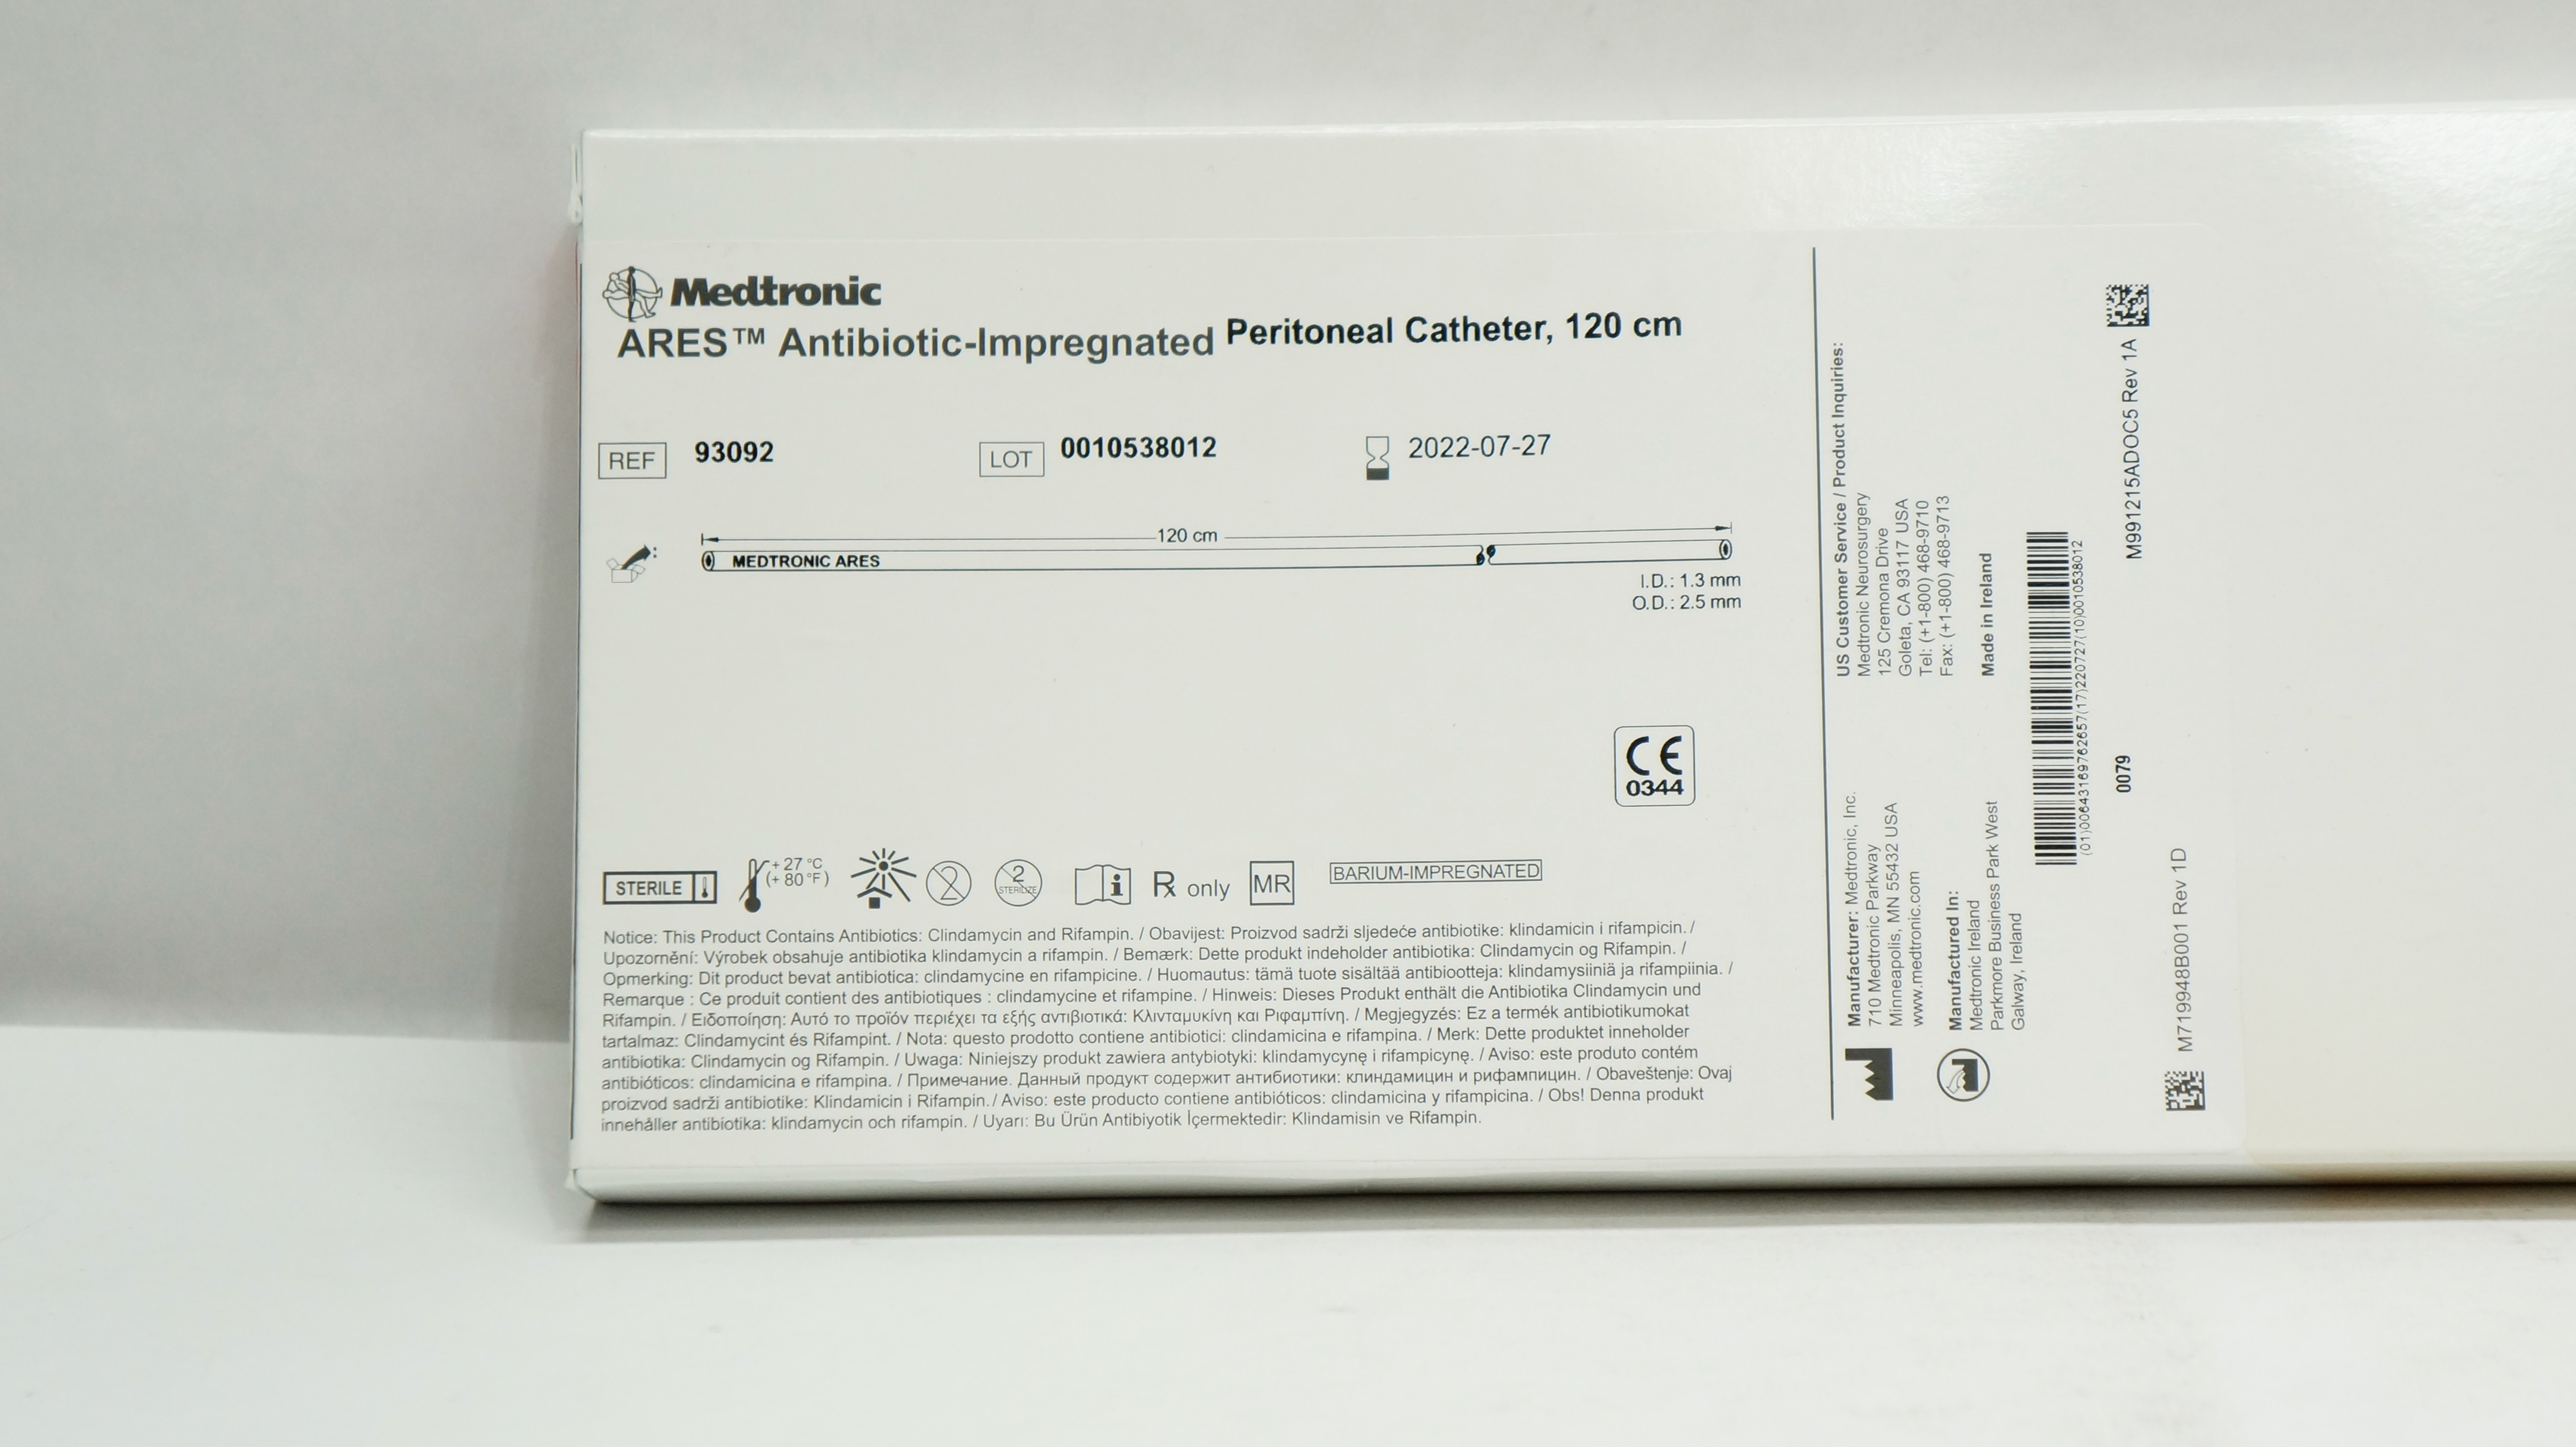 Medtronic
ARES™ Antibiotic-Impregnated Peritoneal Catheter, 120 cm
REF 93092 LOT 0010538012 2022-07-27
120 cm
MEDTRONIC ARES
I.D.: 1.3 mm
O.D.: 2.5 mm
CE
0344
STERILE + 27 °C (+ 80 °F) 2 2 STERILIZE i Rx only MR BARIUM-IMPREGNATED
Notice: This Product Contains Antibiotics: Clindamycin and Rifampin. / Obavijest: Proizvod sadrži sljedeće antibiotike: klindamicin i rifampicin. /
Upozornění: Výrobek obsahuje antibiotika klindamycin a rifampin. / Bemærk: Dette produkt indeholder antibiotika: Clindamycin og Rifampin. /
Opmerking: Dit product bevat antibiotica: clindamycine en rifampicine. / Huomautus: tämä tuote sisältää antibiootteja: klindamysiiniä ja rifampiinia. /
Remarque : Ce produit contient des antibiotiques : clindamycine et rifampine. / Hinweis: Dieses Produkt enthält die Antibiotika Clindamycin und
Rifampin. / Ειδοποίηση: Αυτό το προϊόν περιέχει τα εξής αντιβιοτικά: Κλινταμυκίνη και Ριφαμπίνη. / Megjegyzés: Ez a termék antibiotikumokat
tartalmaz: Clindamycint és Rifampint. / Nota: questo prodotto contiene antibiotici: clindamicina e rifampina. / Merk: Dette produktet inneholder
antibiotika: Clindamycin og Rifampin. / Uwaga: Niniejszy produkt zawiera antybiotyki: klindamycynę i rifampicynę. / Aviso: este produto contém
antibióticos: clindamicina e rifampina. / Примечание. Данный продукт содержит антибиотики: клиндамицин и рифампицин. / Obaveštenje: Ovaj
proizvod sadrži antibiotike: Klindamicin i Rifampin. / Aviso: este producto contiene antibióticos: clindamicina y rifampicina. / Obs! Denna produkt
innehåller antibiotika: klindamycin och rifampin. / Uyarı: Bu Ürün Antibiyotik İçermektedir: Klindamisin ve Rifampin.
US Customer Service / Product Inquiries:
Medtronic Neurosurgery
125 Cremona Drive
Goleta, CA 93117 USA
Tel: (+1-800) 468-9710
Fax: (+1-800) 468-9713
Made in Ireland
Manufacturer: Medtronic, Inc.
710 Medtronic Parkway
Minneapolis, MN 55432 USA
www.medtronic.com
Manufactured In:
Medtronic Ireland
Parkmore Business Park West
Galway, Ireland
(01)00643169762657(17)220727(10)0010538012
0079
M991215ADOC5 Rev 1A
M719948B001 Rev 1D